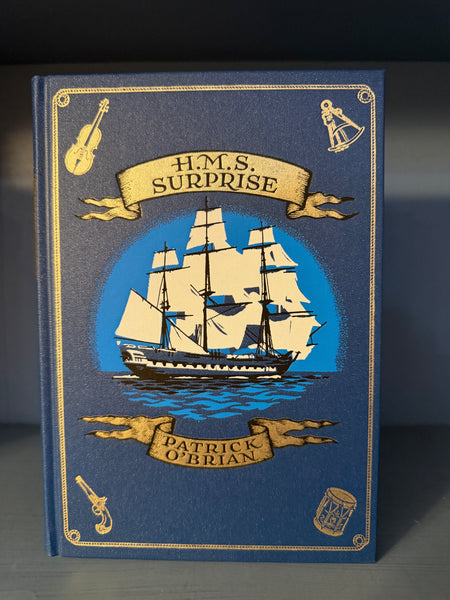 H.M.S.
SURPRISE
PATRICK
O'BRIAN